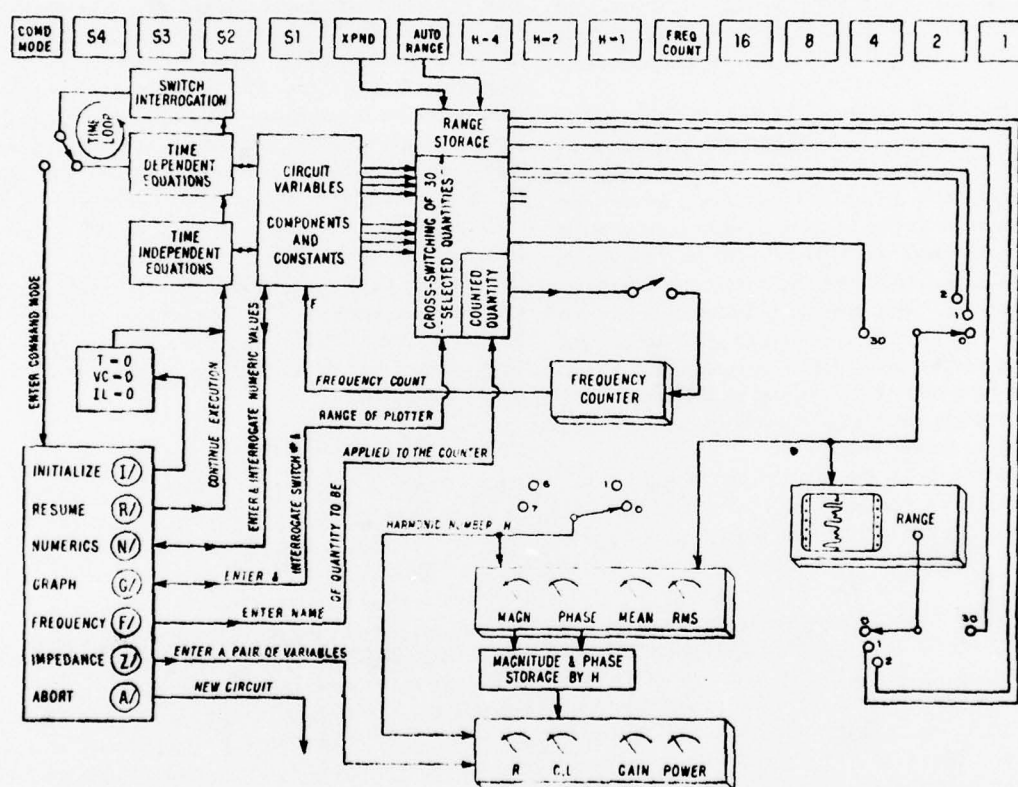 COMD MODE
S4
S3
S2
S1
XPND
AUTO RANGE
H-4
H-2
H-1
FREQ COUNT
16
8
4
2
1
SWITCH
INTERROGATION
TIME
LOOP
TIME
DEPENDENT
EQUATIONS
TIME
INDEPENDENT
EQUATIONS
CIRCUIT
VARIABLES
COMPONENTS
AND
CONSTANTS
F
RANGE
STORAGE
CROSS-SWITCHING OF 30
SELECTED QUANTITIES
COUNTED
QUANTITY
2
1
0
30
ENTER COMMAND MODE
T = 0
VC = 0
IL = 0
CONTINUE EXECUTION
ENTER & INTERROGATE NUMERIC VALUES
INTERROGATE SWITCH #'S &
OF QUANTITY TO BE
FREQUENCY COUNT
FREQUENCY
COUNTER
RANGE OF PLOTTER
APPLIED TO THE COUNTER
6
1
7
0
HARMONIC NUMBER H
RANGE
INITIALIZE I/
RESUME R/
NUMERICS N/
GRAPH G/
ENTER &
FREQUENCY F/
ENTER NAME
IMPEDANCE Z/
ENTER A PAIR OF VARIABLES
ABORT A/
NEW CIRCUIT
MAGN PHASE MEAN RMS
MAGNITUDE & PHASE
STORAGE BY H
R C,L GAIN POWER
0
1
2
30